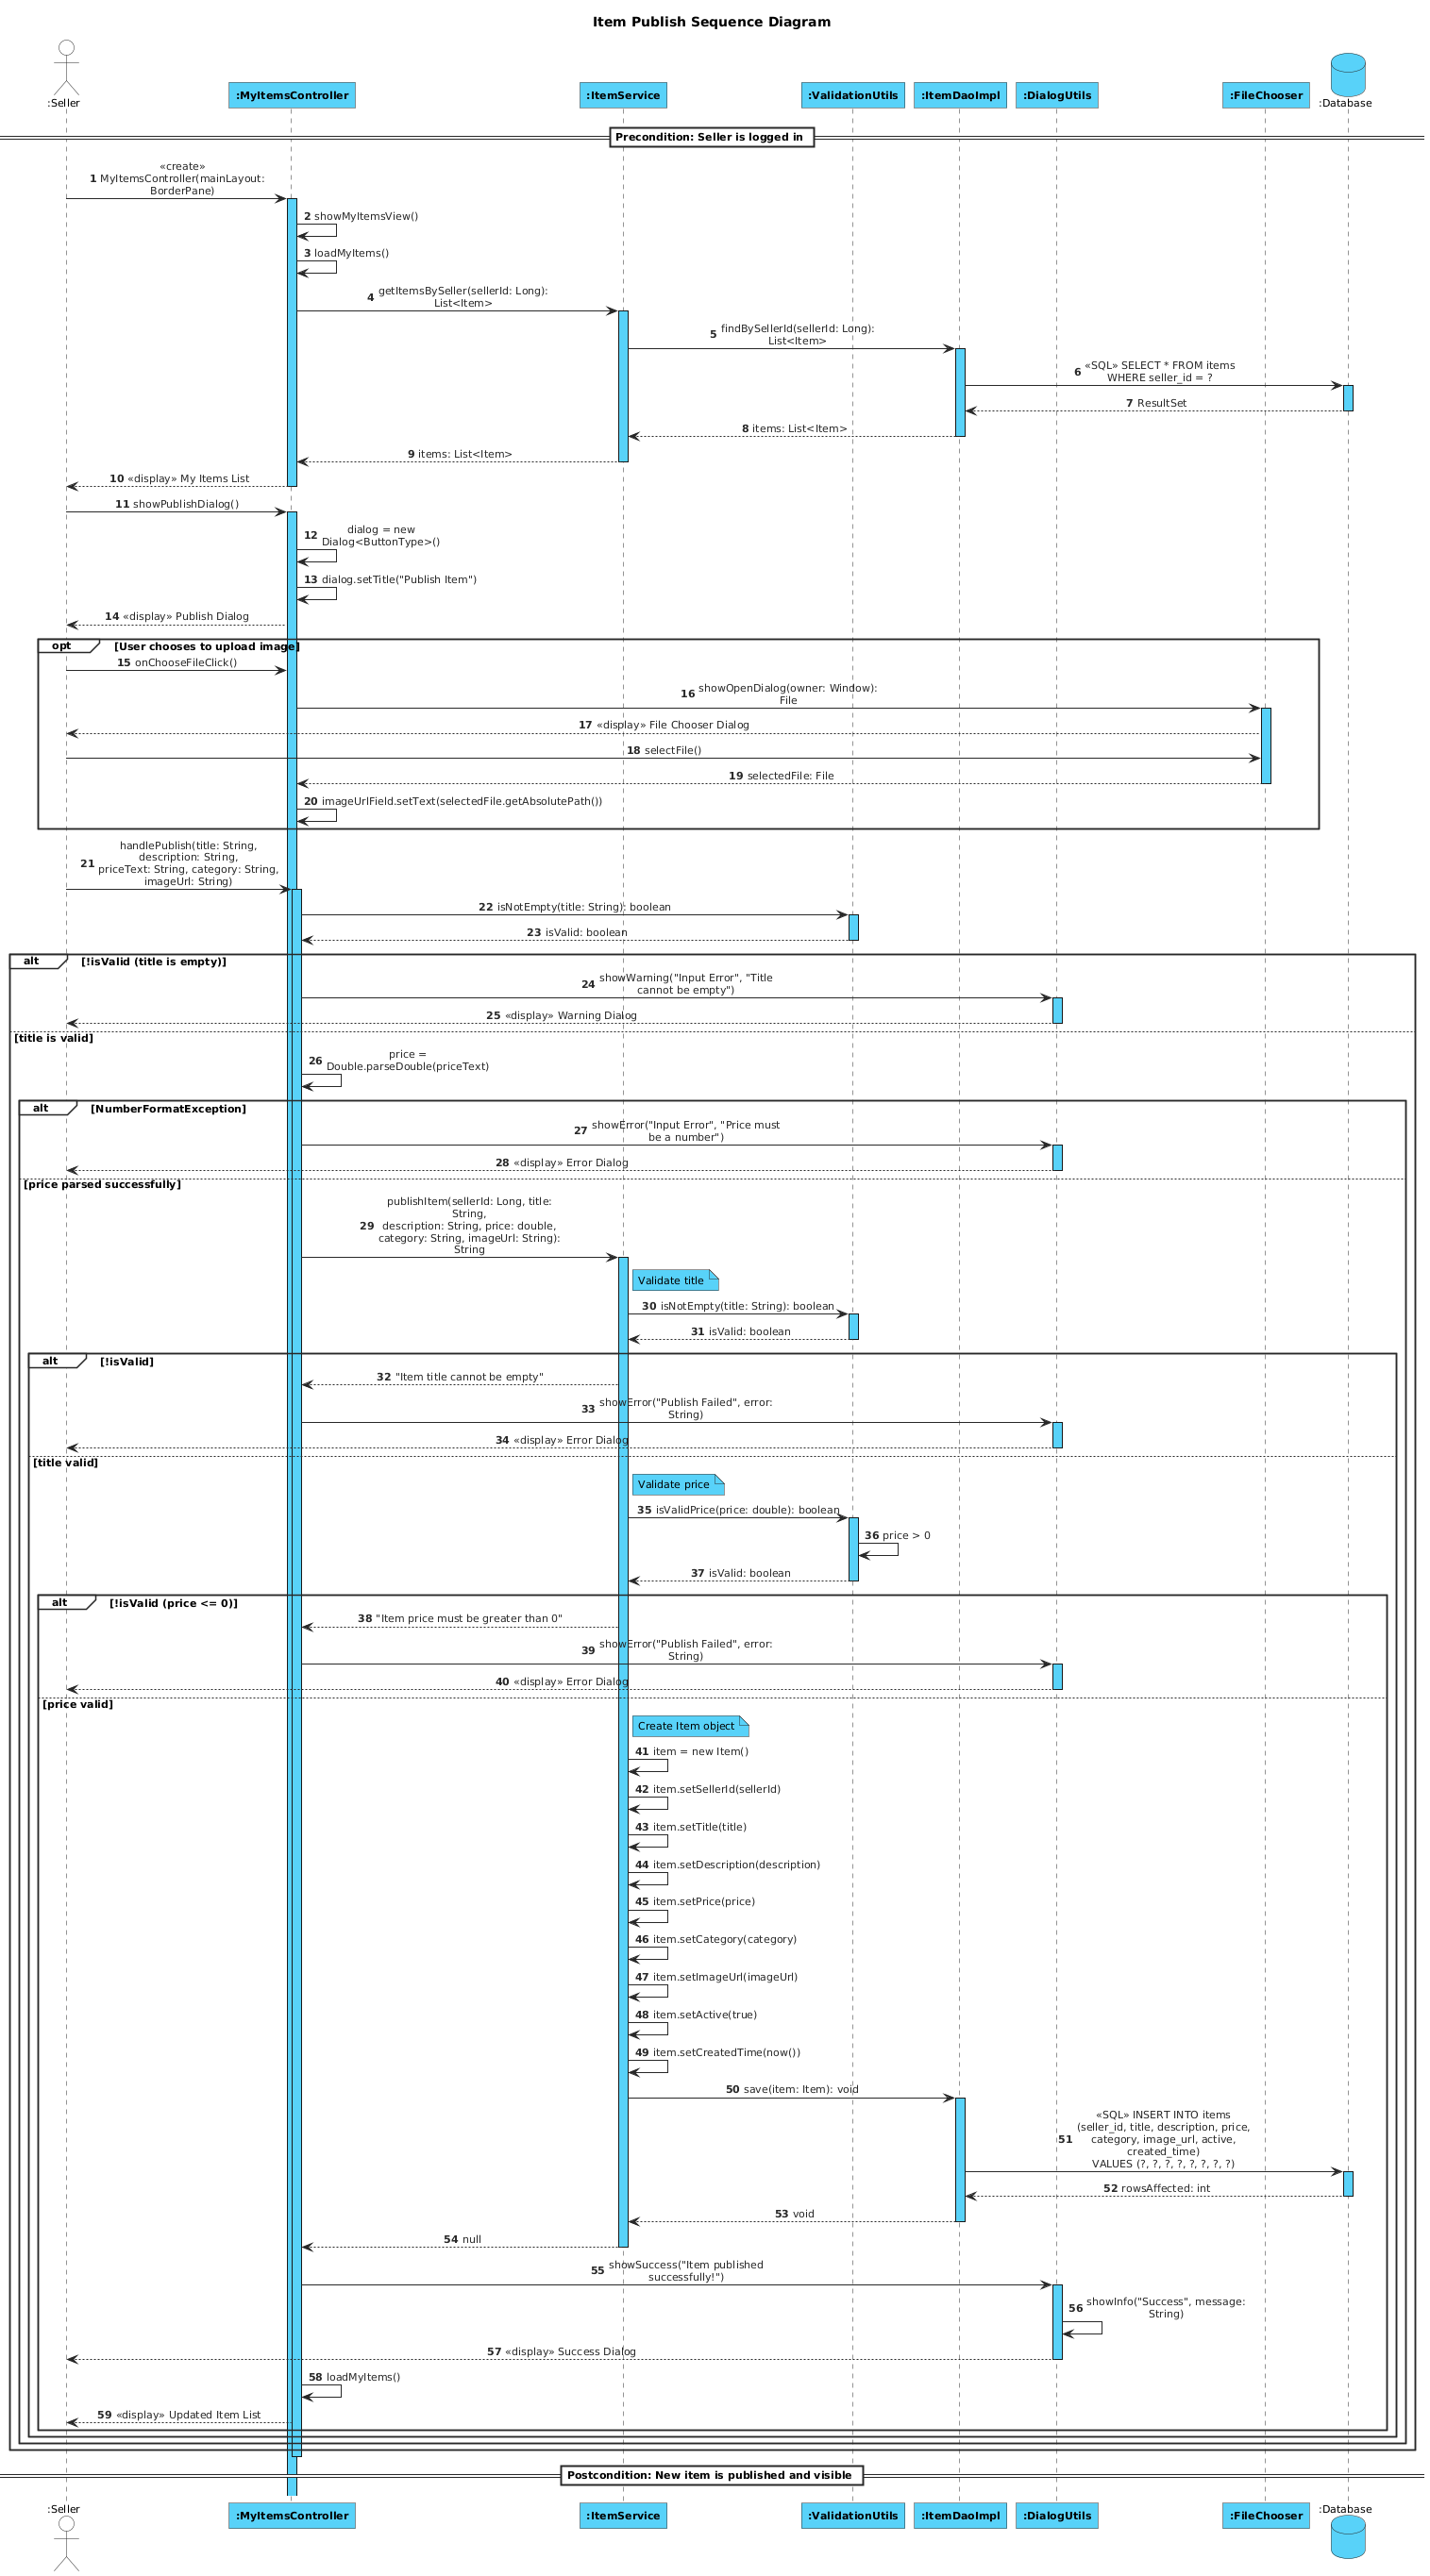 Item Publish Sequence Diagram
:Seller
:MyItemsController
:ItemService
:ValidationUtils
:ItemDaoImpl
:DialogUtils
:FileChooser
:Database
Precondition: Seller is logged in
«create»
1 MyItemsController(mainLayout:
BorderPane)
2 showMyItemsView()
3 loadMyItems()
4 getItemsBySeller(sellerId: Long):
List<Item>
5 findBySellerId(sellerId: Long):
List<Item>
6 «SQL» SELECT * FROM items
WHERE seller_id = ?
7 ResultSet
8 items: List<Item>
9 items: List<Item>
10 «display» My Items List
11 showPublishDialog()
12 dialog = new
Dialog<ButtonType>()
13 dialog.setTitle("Publish Item")
14 «display» Publish Dialog
opt [User chooses to upload image]
15 onChooseFileClick()
16 showOpenDialog(owner: Window):
File
17 «display» File Chooser Dialog
18 selectFile()
19 selectedFile: File
20 imageUrlField.setText(selectedFile.getAbsolutePath())
handlePublish(title: String,
description: String,
21 priceText: String, category: String,
imageUrl: String)
22 isNotEmpty(title: String): boolean
23 isValid: boolean
alt [!isValid (title is empty)]
24 showWarning("Input Error", "Title
cannot be empty")
25 «display» Warning Dialog
[title is valid]
26 price =
Double.parseDouble(priceText)
alt [NumberFormatException]
27 showError("Input Error", "Price must
be a number")
28 «display» Error Dialog
[price parsed successfully]
publishItem(sellerId: Long, title:
String,
29 description: String, price: double,
category: String, imageUrl: String):
String
Validate title
30 isNotEmpty(title: String): boolean
31 isValid: boolean
alt [!isValid]
32 "Item title cannot be empty"
33 showError("Publish Failed", error:
String)
34 «display» Error Dialog
[title valid]
Validate price
35 isValidPrice(price: double): boolean
36 price > 0
37 isValid: boolean
alt [!isValid (price <= 0)]
38 "Item price must be greater than 0"
39 showError("Publish Failed", error:
String)
40 «display» Error Dialog
[price valid]
Create Item object
41 item = new Item()
42 item.setSellerId(sellerId)
43 item.setTitle(title)
44 item.setDescription(description)
45 item.setPrice(price)
46 item.setCategory(category)
47 item.setImageUrl(imageUrl)
48 item.setActive(true)
49 item.setCreatedTime(now())
50 save(item: Item): void
«SQL» INSERT INTO items
(seller_id, title, description, price,
51 category, image_url, active,
created_time)
VALUES (?, ?, ?, ?, ?, ?, ?, ?)
52 rowsAffected: int
53 void
54 null
55 showSuccess("Item published
successfully!")
56 showInfo("Success", message:
String)
57 «display» Success Dialog
58 loadMyItems()
59 «display» Updated Item List
Postcondition: New item is published and visible
:Seller
:MyItemsController
:ItemService
:ValidationUtils
:ItemDaoImpl
:DialogUtils
:FileChooser
:Database